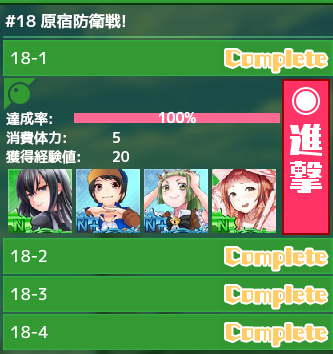 #18 原宿防衛戦!
18-1 Complete
達成率: 100%
消費体力: 5
獲得経験値: 20
進撃
N N+ N+ N
18-2 Complete
18-3 Complete
18-4 Complete